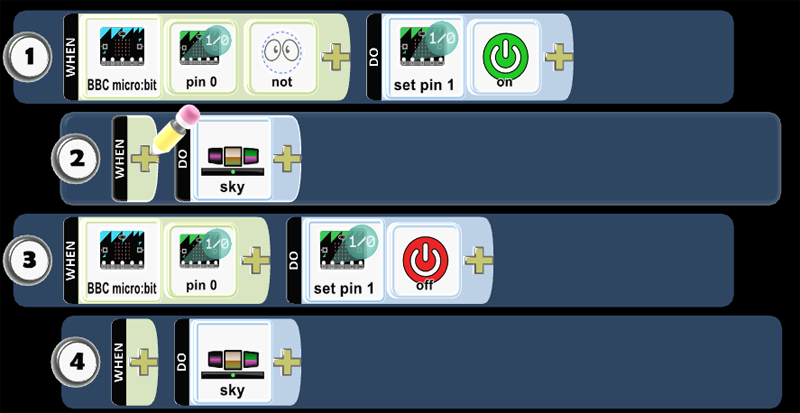 1 WHEN BBC micro:bit 1/0 pin 0 not DO 1/0 set pin 1 on
2 WHEN DO sky
3 WHEN BBC micro:bit 1/0 pin 0 DO 1/0 set pin 1 off
4 WHEN DO sky